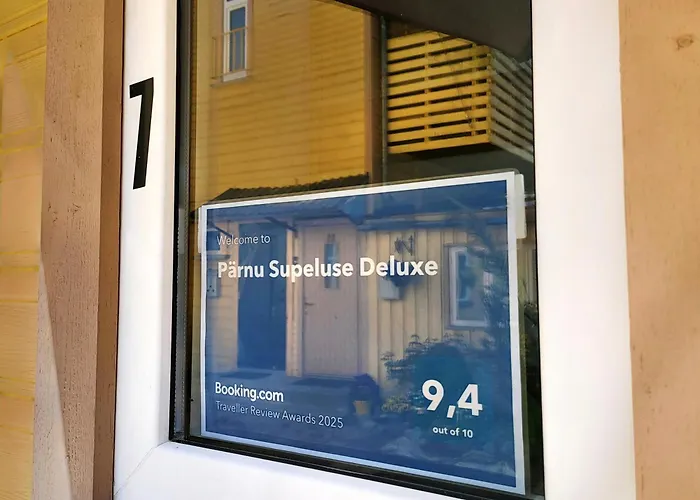 7
Welcome to
Pärnu Supeluse Deluxe
Booking.com
Traveller Review Awards 2025
9,4
out of 10